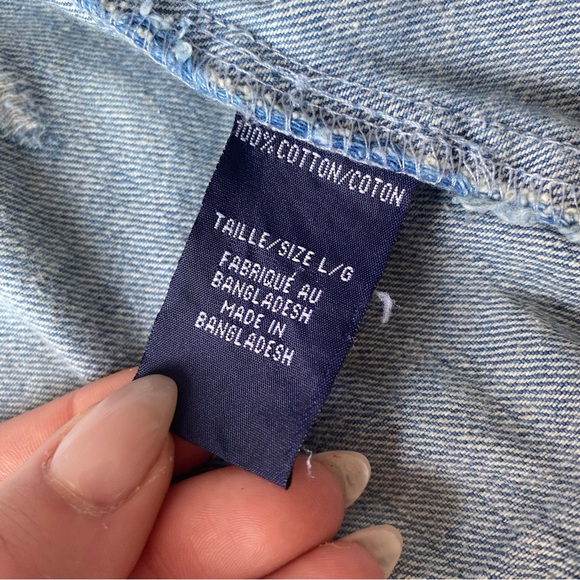 100% COTTON/COTON
TAILLE/SIZE L/G
FABRIQUÉ AU
BANGLADESH
MADE IN
BANGLADESH